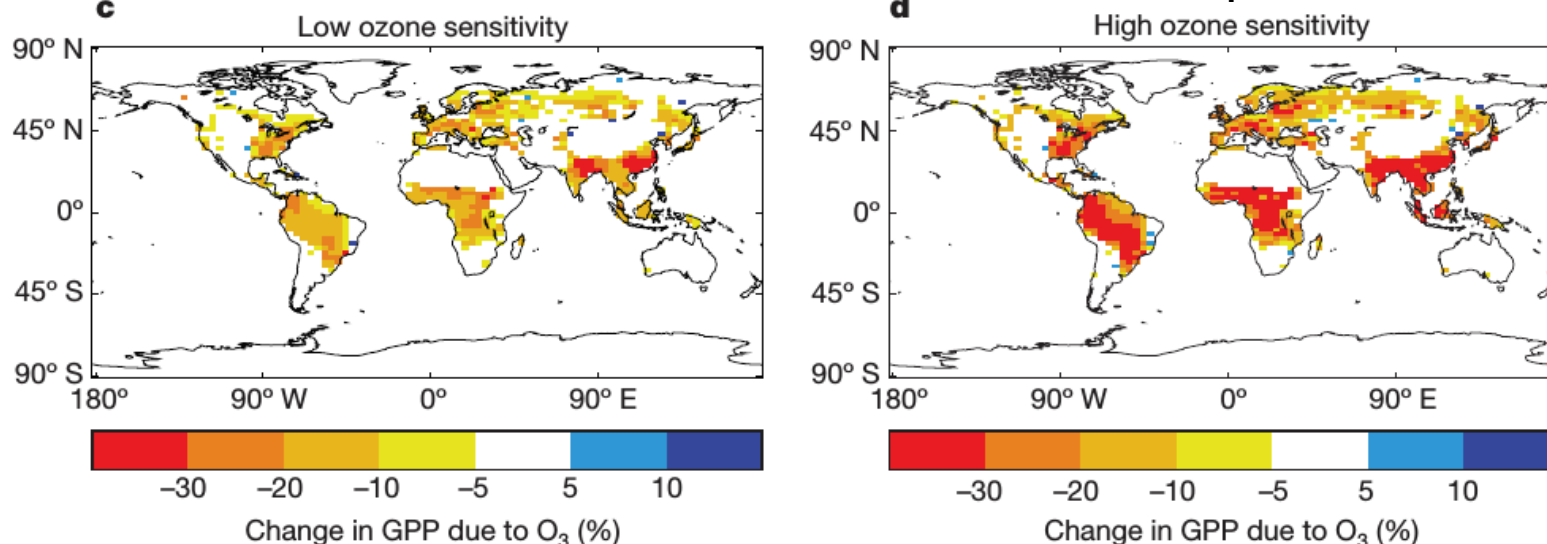 c
Low ozone sensitivity
90° N
45° N
0°
45° S
90° S
180°
90° W
0°
90° E
–30
–20
–10
–5
5
10
Change in GPP due to O₃ (%)
d
High ozone sensitivity
90° N
45° N
0°
45° S
90° S
180°
90° W
0°
90° E
–30
–20
–10
–5
5
10
Change in GPP due to O₃ (%)